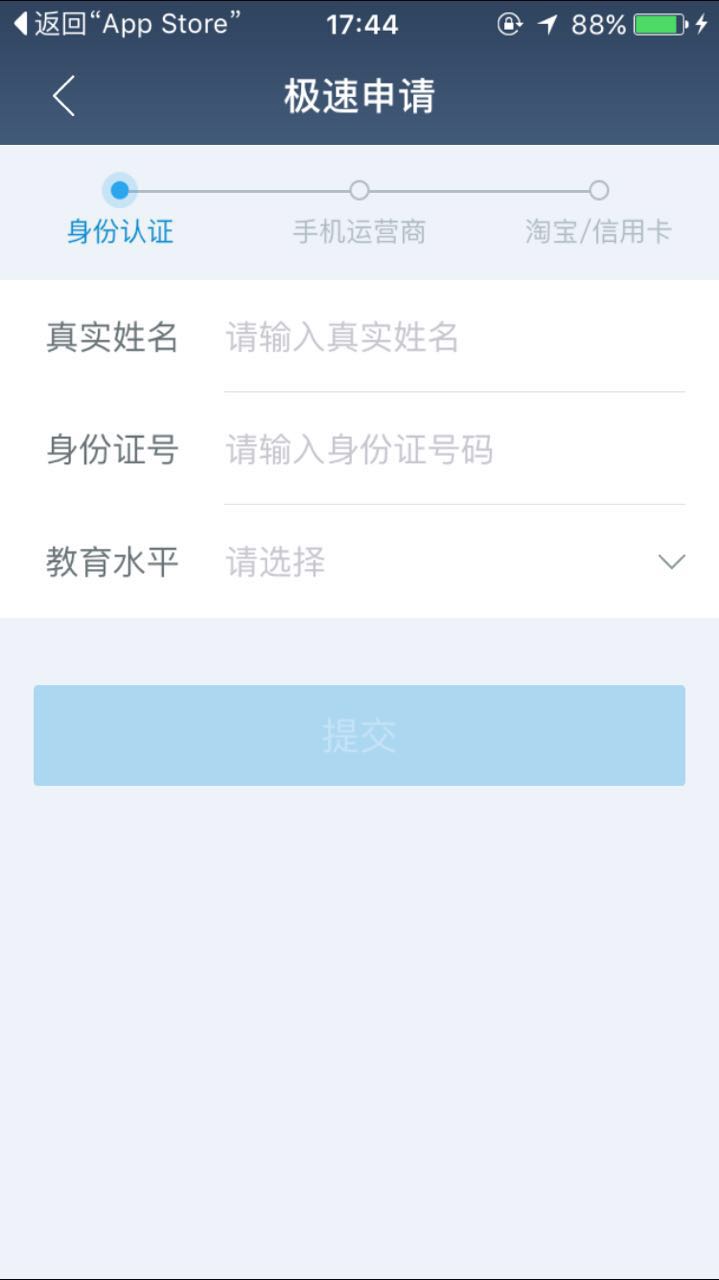 返回“App Store” 17:44 88%
极速申请
身份认证 手机运营商 淘宝/信用卡
真实姓名 请输入真实姓名
身份证号 请输入身份证号码
教育水平 请选择
提交